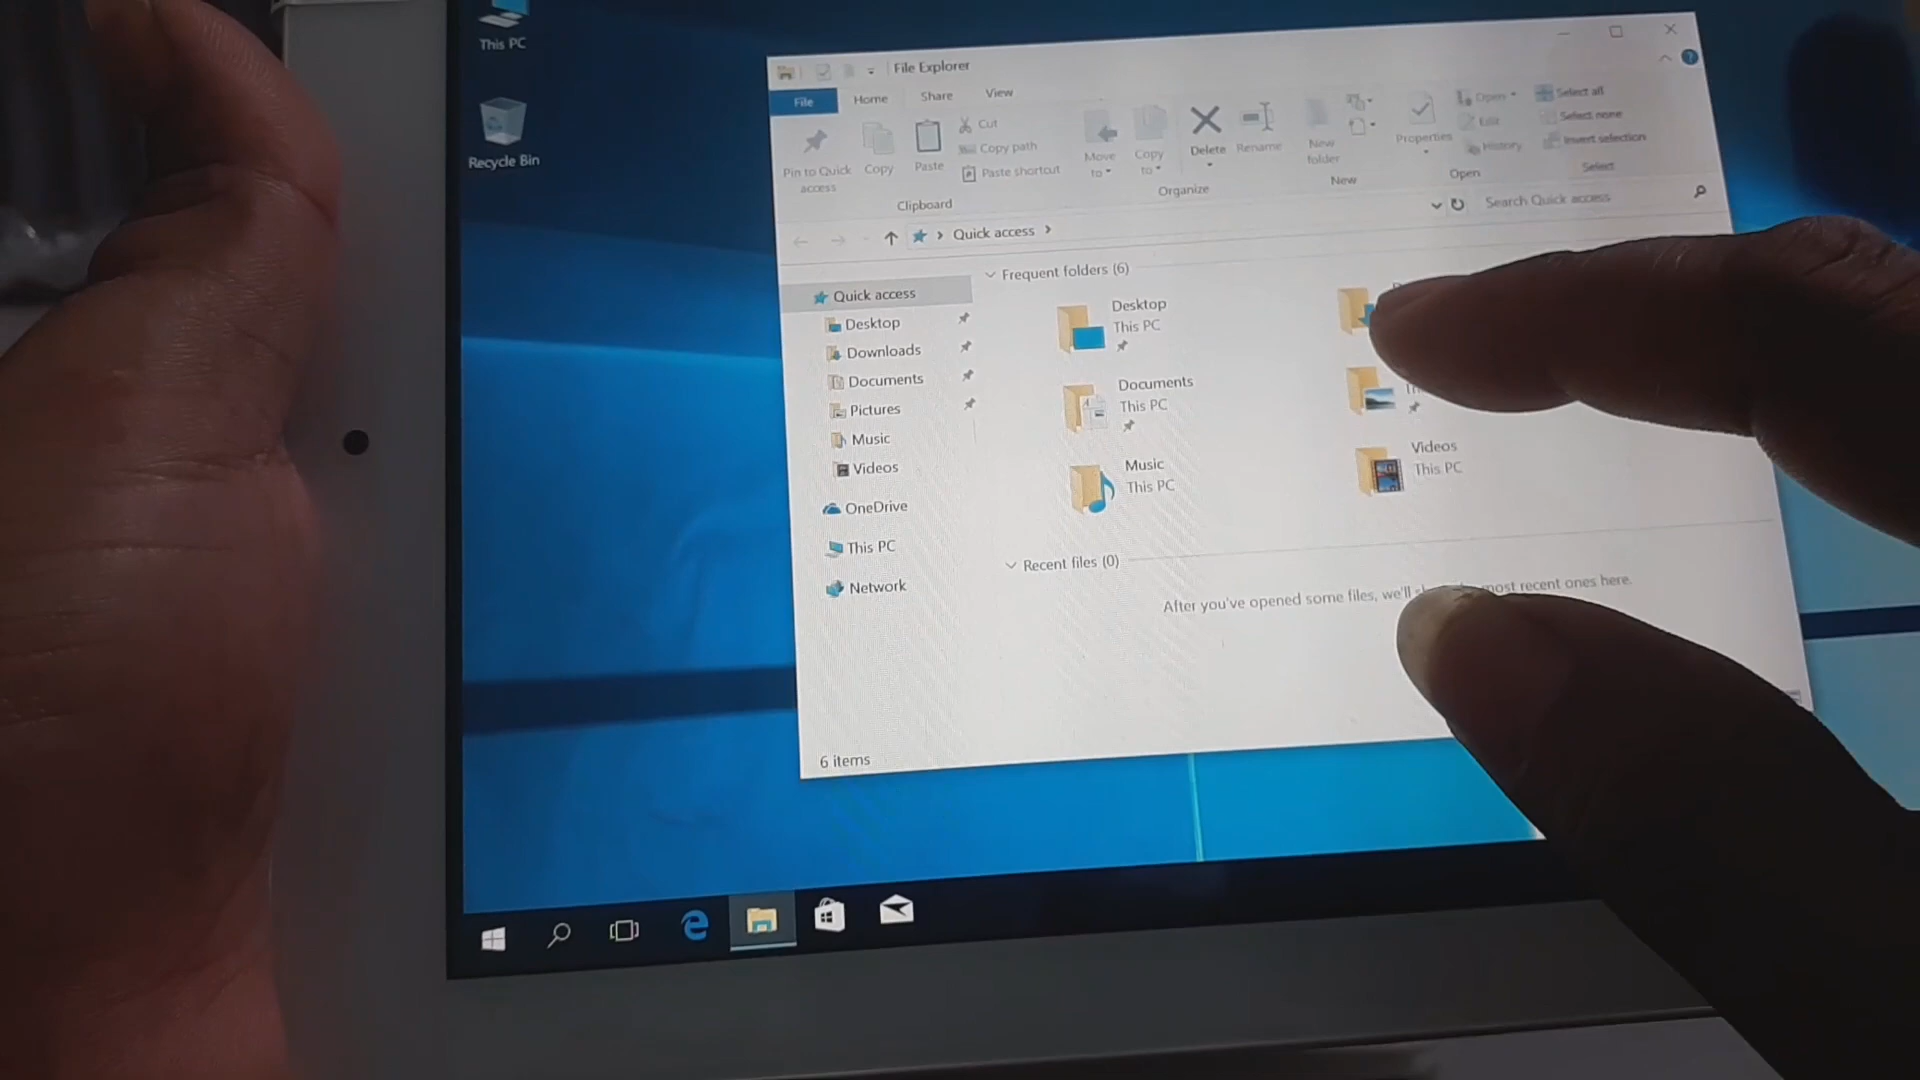 This PC
Recycle Bin
File Explorer
File Home Share View
Pin to Quick access
Copy
Paste
Cut
Copy path
Paste shortcut
Clipboard
Move to
Copy to
Delete
Rename
Organize
New folder
New
Properties
Open
Edit
History
Open
Select all
Select none
Invert selection
Select
Quick access
Search Quick access
Quick access
Desktop
Downloads
Documents
Pictures
Music
Videos
OneDrive
This PC
Network
Frequent folders (6)
Desktop
This PC
Documents
This PC
Music
This PC
Videos
This PC
Recent files (0)
After you've opened some files, we'll most recent ones here.
6 items